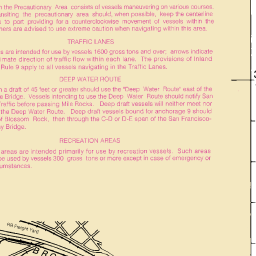 the Precautionary Area consists of vessels maneuvering on various courses.
nsiting the precautionary area should, when possible, keep the centerline
to port providing for a counterclockwise movement of vessels within the
ners are advised to use extreme caution when navigating within this area.
TRAFFIC LANES
are intended for use by vessels 1600 gross tons and over; arrows indicate
mate direction of traffic flow within each lane. The provisions of Inland
Rule 9 apply to all vessels navigating in the Traffic Lanes.
DEEP WATER ROUTE
a draft of 45 feet or greater should use the "Deep Water Route" east of the
Bridge. Vessels intending to use the Deep Water Route should notify San
Traffic before passing Mile Rocks. Deep draft vessels will neither meet nor
the Deep Water Route. Deep draft vessels bound for anchorage 9 should
of Blossom Rock, then through the C-D or D-E span of the San Francisco-
y Bridge.
RECREATION AREAS
areas are intended primarily for use by recreation vessels. Such areas
be used by vessels 300 gross tons or more except in case of emergency or
cumstances.
RR Freight Yard
BRO